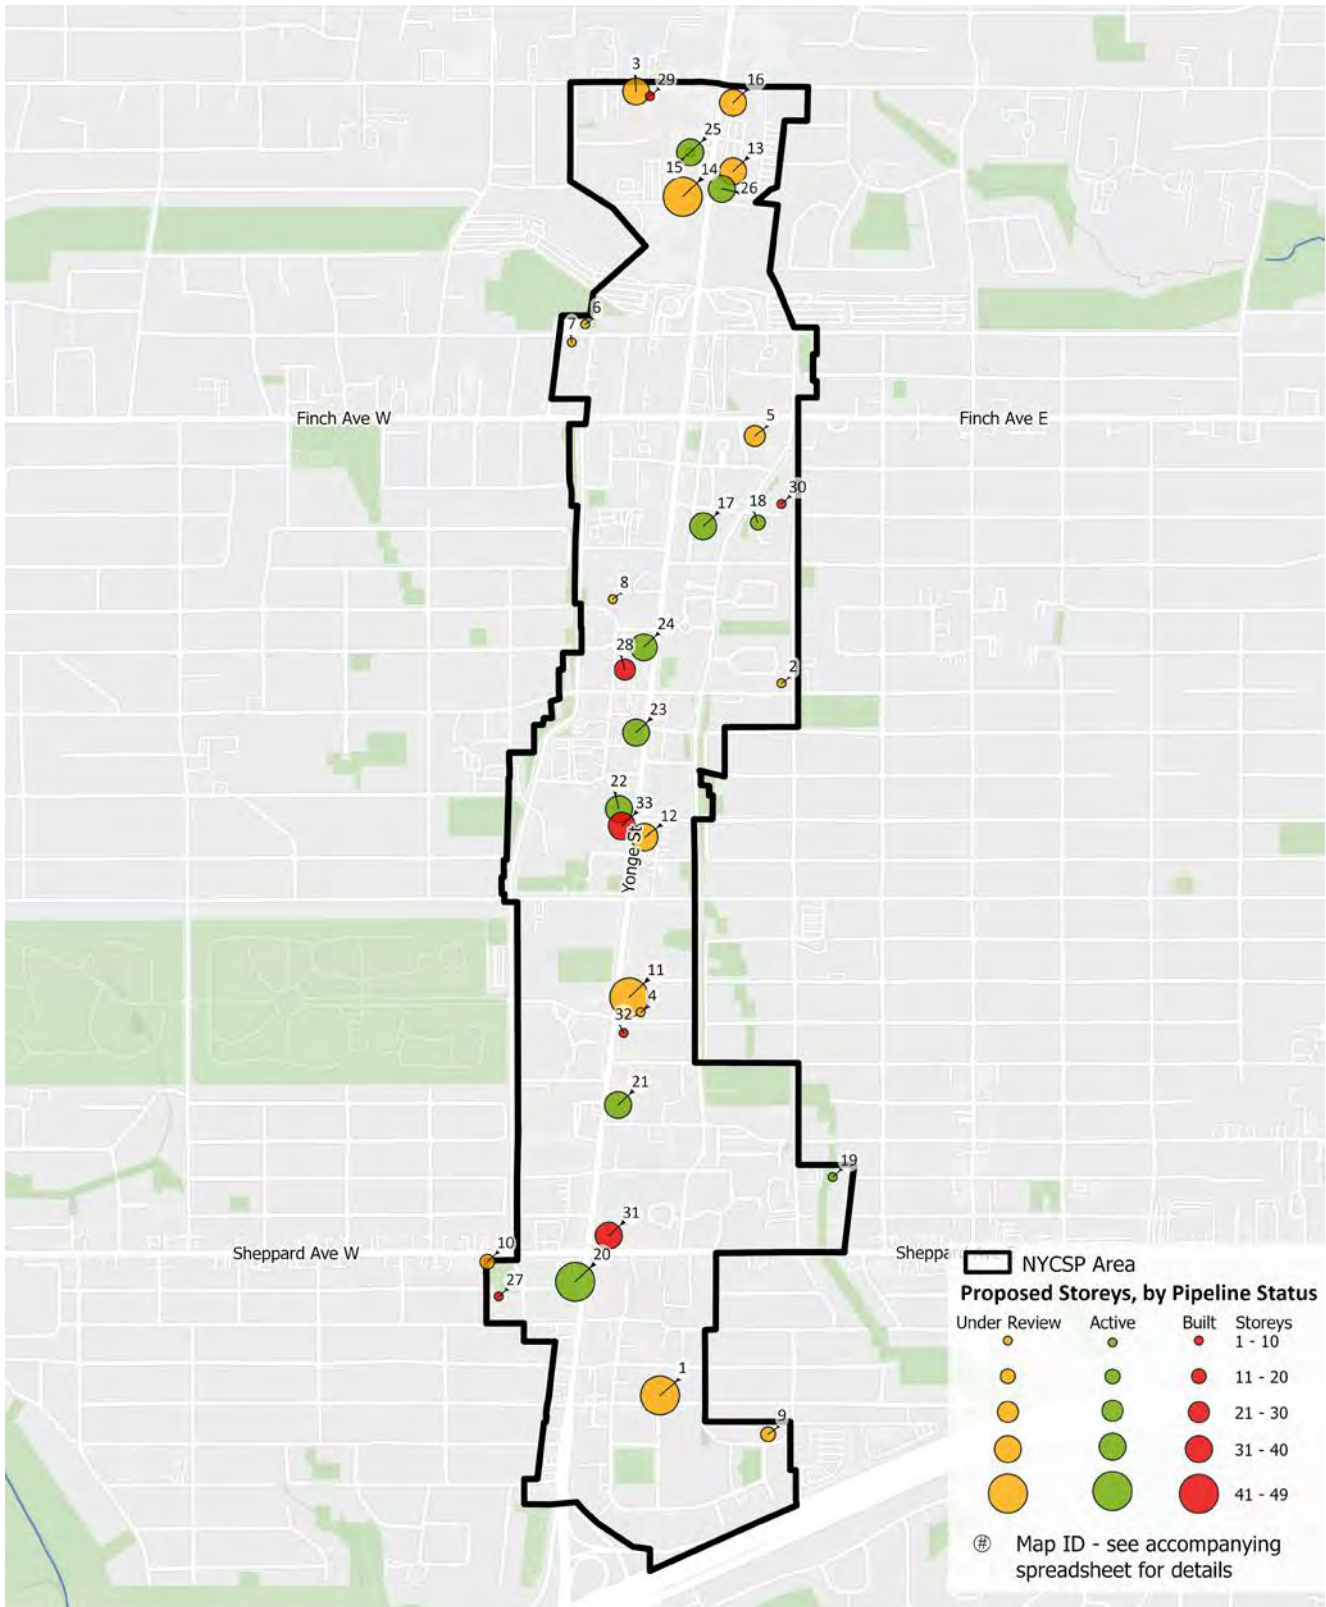 3
29
16
25
13
15
14
26
6
7
Finch Ave W
Finch Ave E
5
30
17
18
8
24
28
2
23
22
33
12
Yonge St
11
4
32
21
19
31
10
Sheppard Ave W
Shepp
20
27
1
9
NYCSP Area
Proposed Storeys, by Pipeline Status
Under Review Active Built Storeys
1 - 10
11 - 20
21 - 30
31 - 40
41 - 49
# Map ID - see accompanying
spreadsheet for details